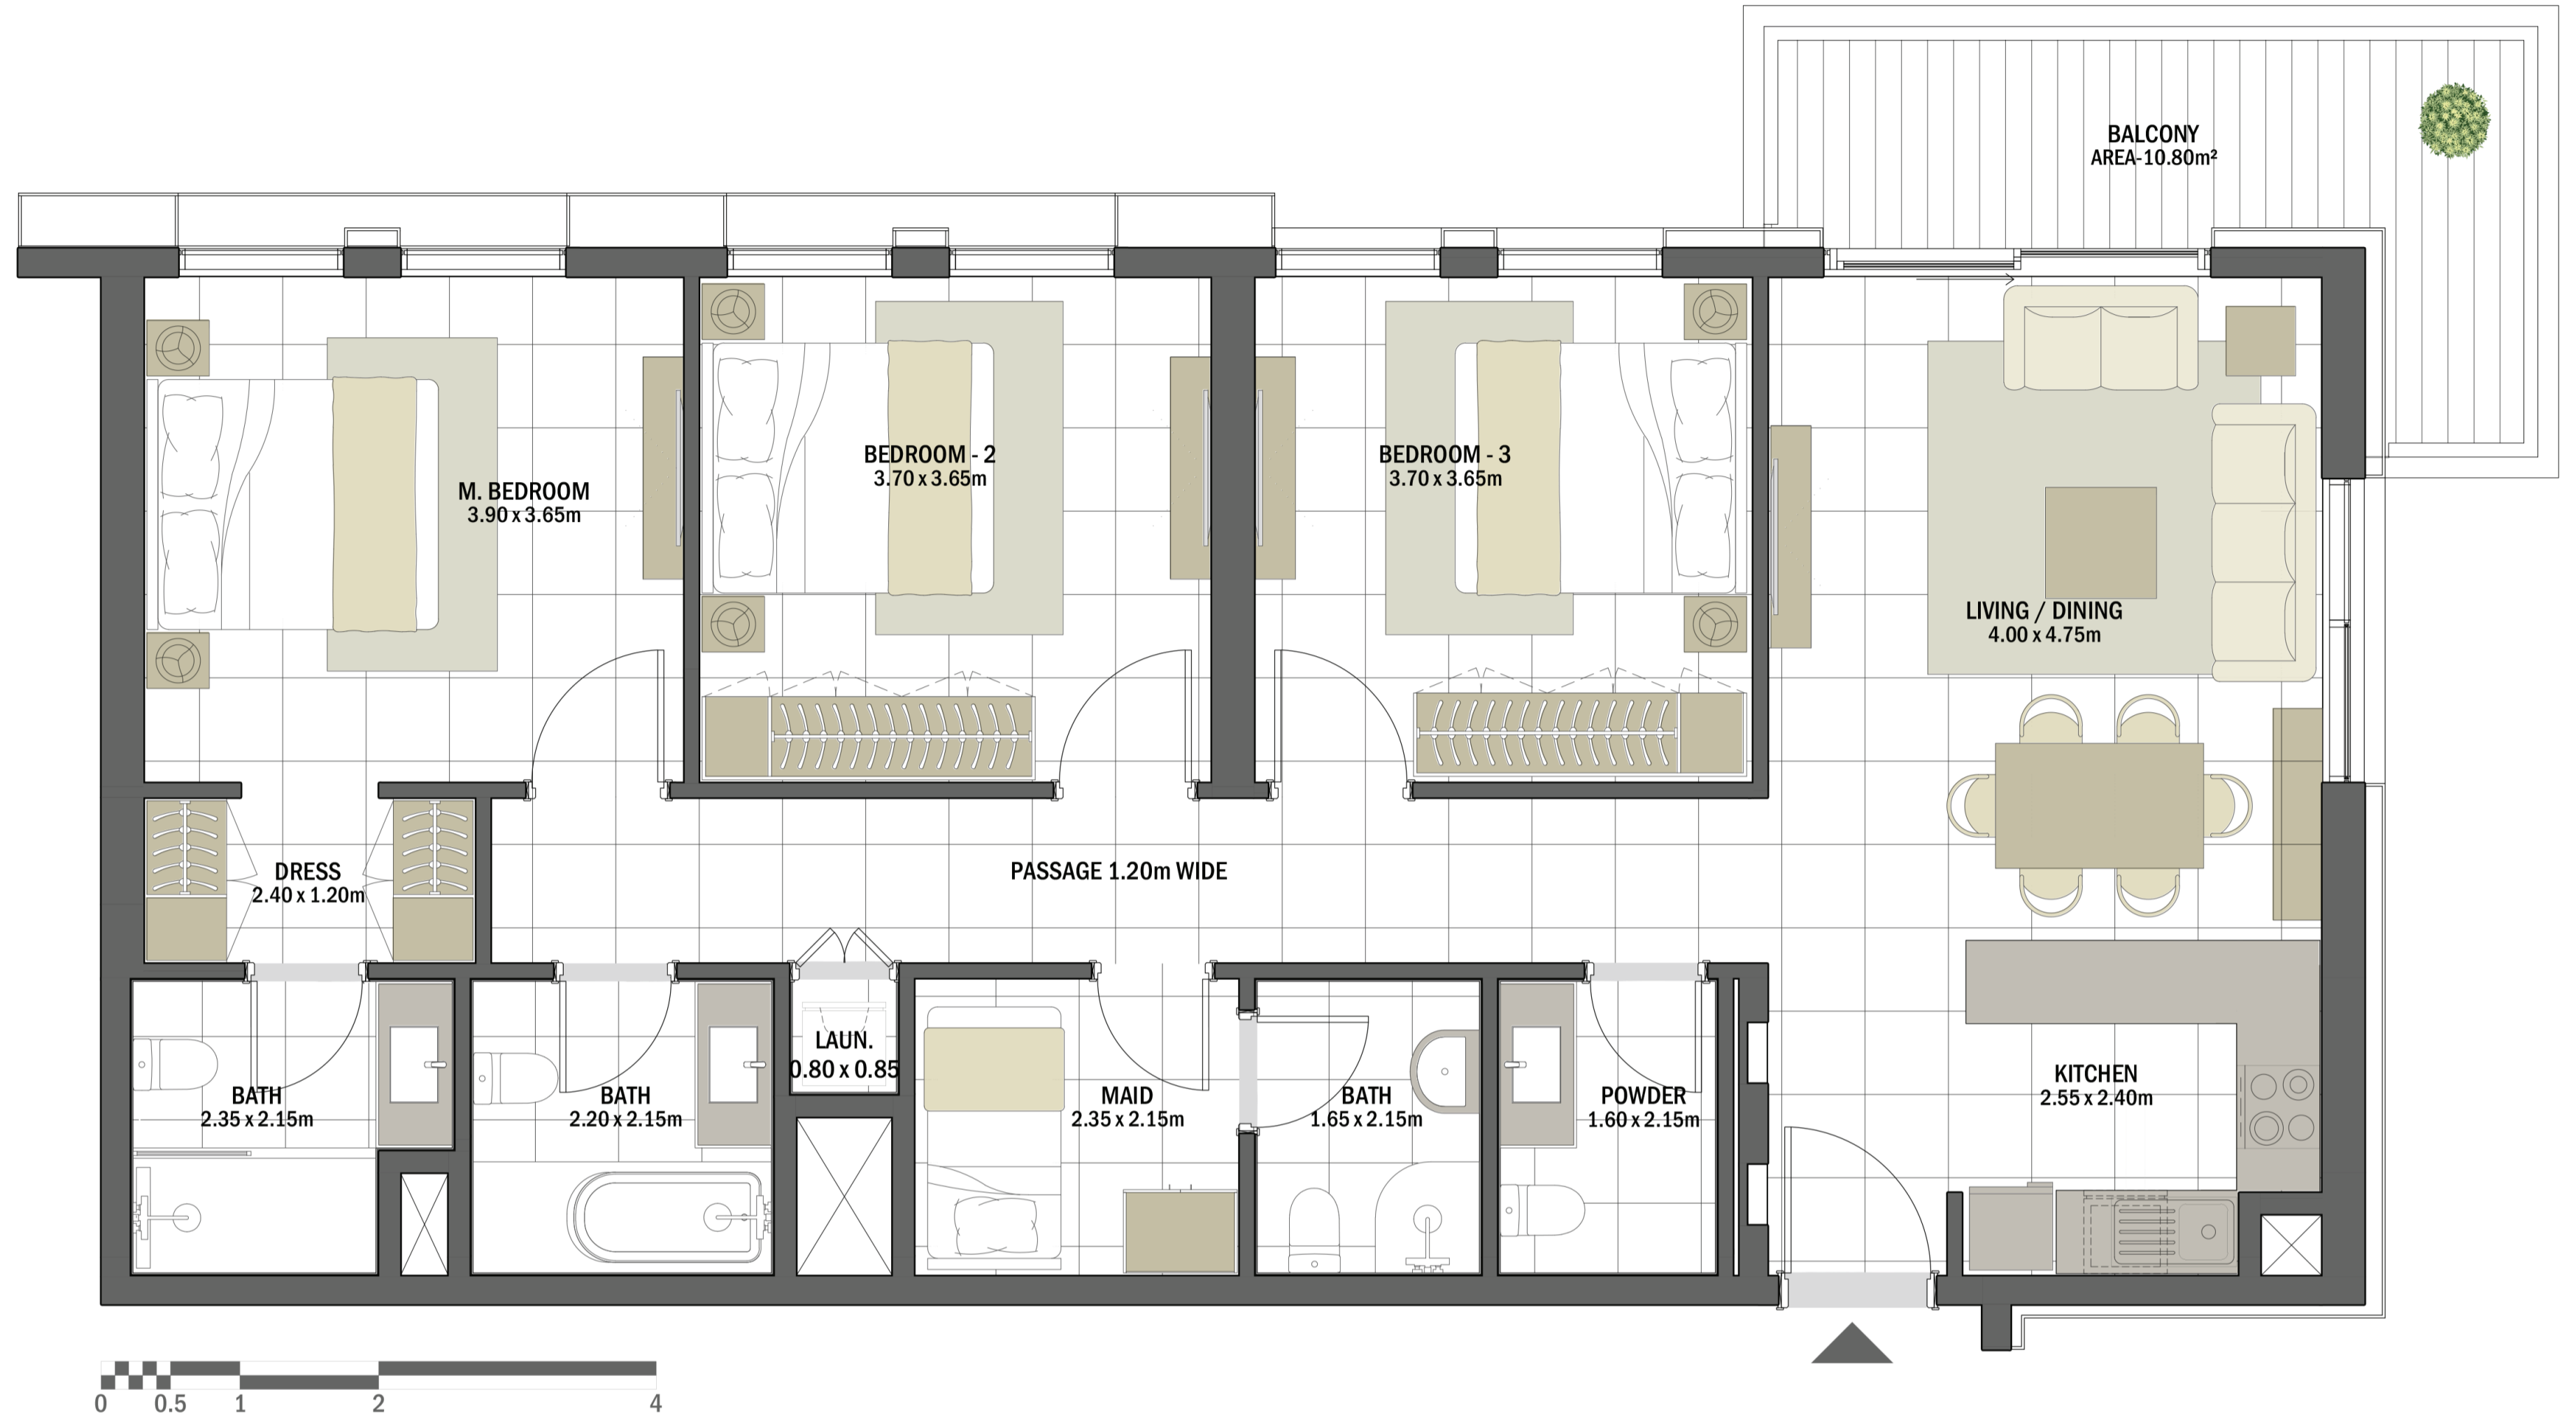 BALCONY
AREA-10.80m²
M. BEDROOM
3.90 x 3.65m
BEDROOM - 2
3.70 x 3.65m
BEDROOM - 3
3.70 x 3.65m
LIVING / DINING
4.00 x 4.75m
DRESS
2.40 x 1.20m
PASSAGE 1.20m WIDE
BATH
2.35 x 2.15m
BATH
2.20 x 2.15m
LAUN.
0.80 x 0.85
MAID
2.35 x 2.15m
BATH
1.65 x 2.15m
POWDER
1.60 x 2.15m
KITCHEN
2.55 x 2.40m
0 0.5 1 2 4